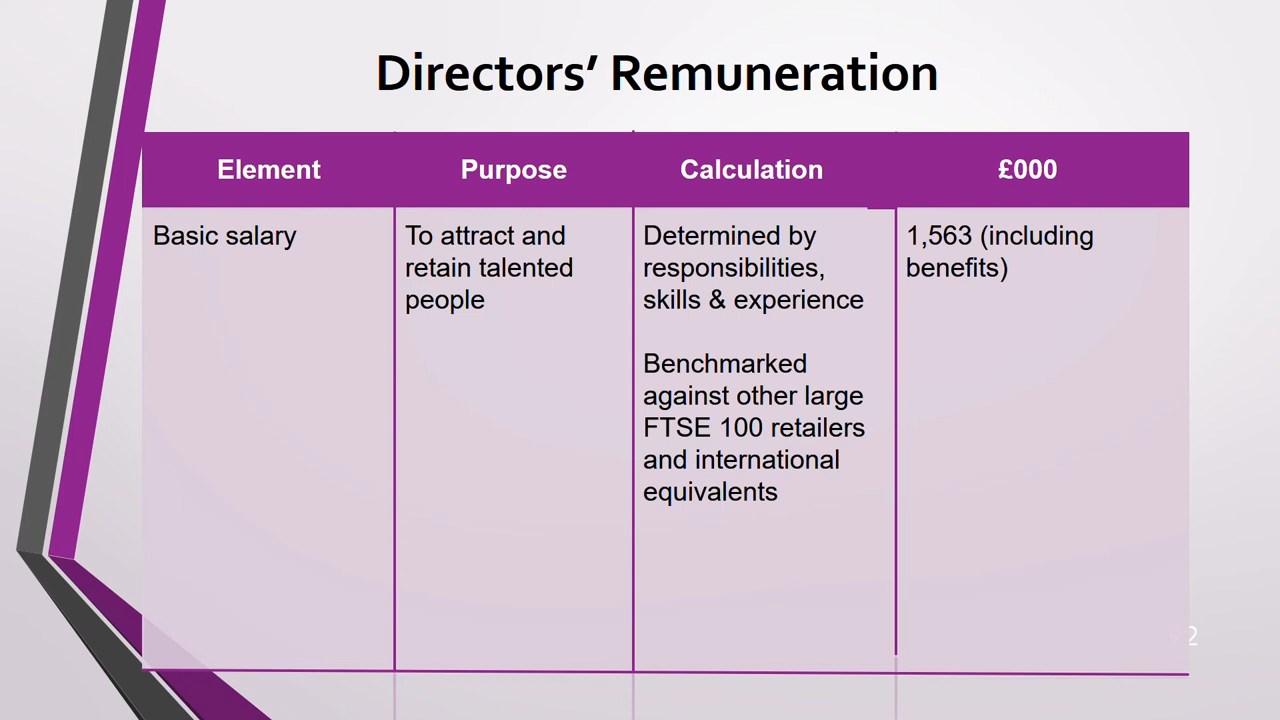 Directors’ Remuneration
Element
Purpose
Calculation
£000
Basic salary
To attract and
retain talented
people
Determined by
responsibilities,
skills & experience
Benchmarked
against other large
FTSE 100 retailers
and international
equivalents
1,563 (including
benefits)